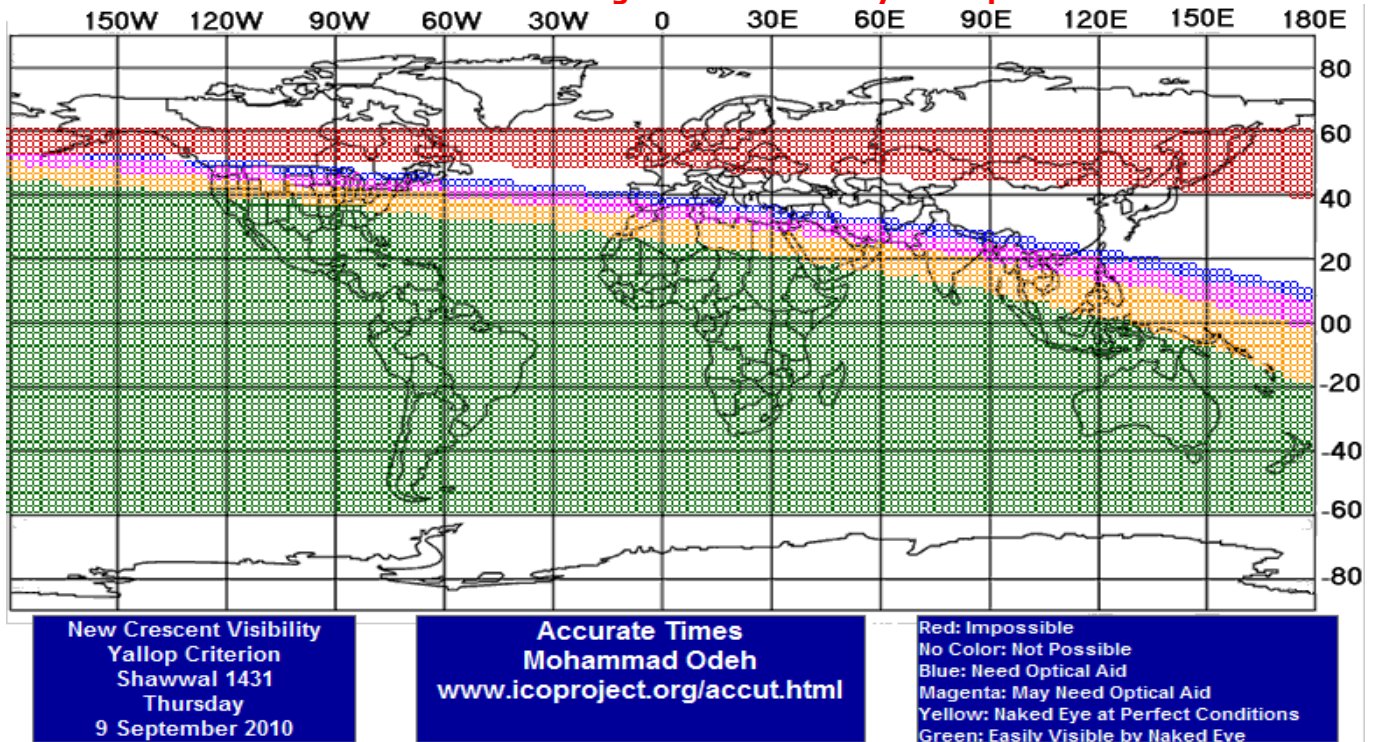 150W 120W 90W 60W 30W 0 30E 60E 90E 120E 150E 180E
80
60
40
20
00
-20
-40
-60
-80
New Crescent Visibility
Yallop Criterion
Shawwal 1431
Thursday
9 September 2010
Accurate Times
Mohammad Odeh
www.icoproject.org/accut.html
Red: Impossible
No Color: Not Possible
Blue: Need Optical Aid
Magenta: May Need Optical Aid
Yellow: Naked Eye at Perfect Conditions
Green: Easily Visible by Naked Eye